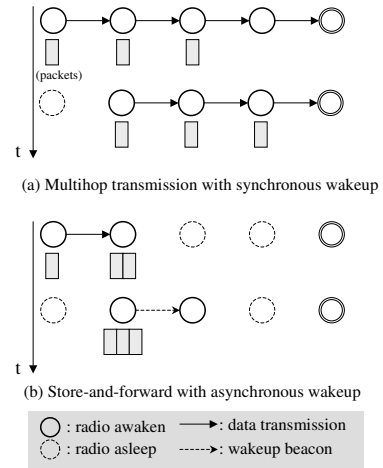 (packets)
t
(a) Multihop transmission with synchronous wakeup
t
(b) Store-and-forward with asynchronous wakeup
: radio awaken : data transmission
: radio asleep : wakeup beacon